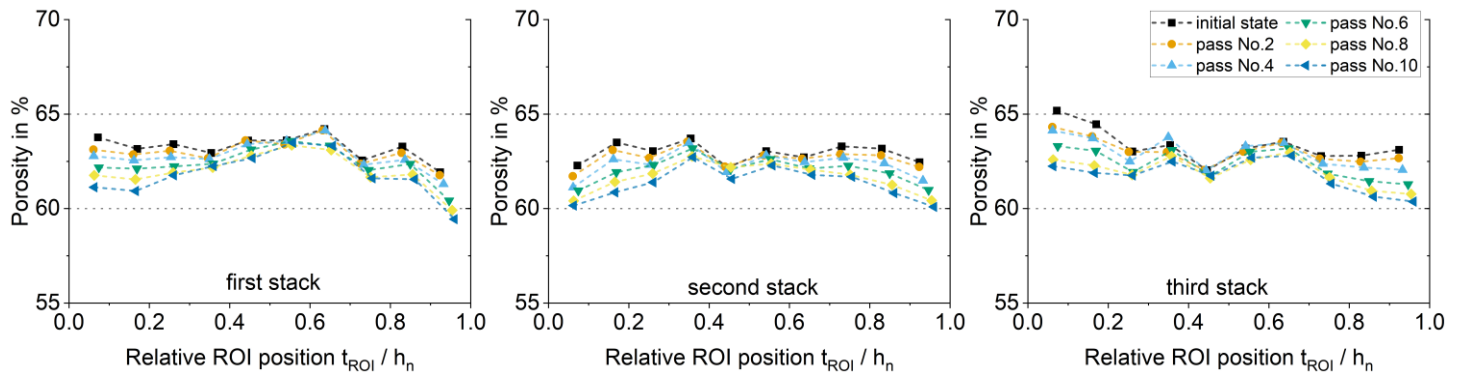 70
65
60
55
Porosity in %
first stack
0.0 0.2 0.4 0.6 0.8 1.0
Relative ROI position t_ROI / h_n
70
65
60
55
Porosity in %
second stack
0.0 0.2 0.4 0.6 0.8 1.0
Relative ROI position t_ROI / h_n
70
65
60
55
Porosity in %
initial state pass No.6
pass No.2 pass No.8
pass No.4 pass No.10
third stack
0.0 0.2 0.4 0.6 0.8 1.0
Relative ROI position t_ROI / h_n